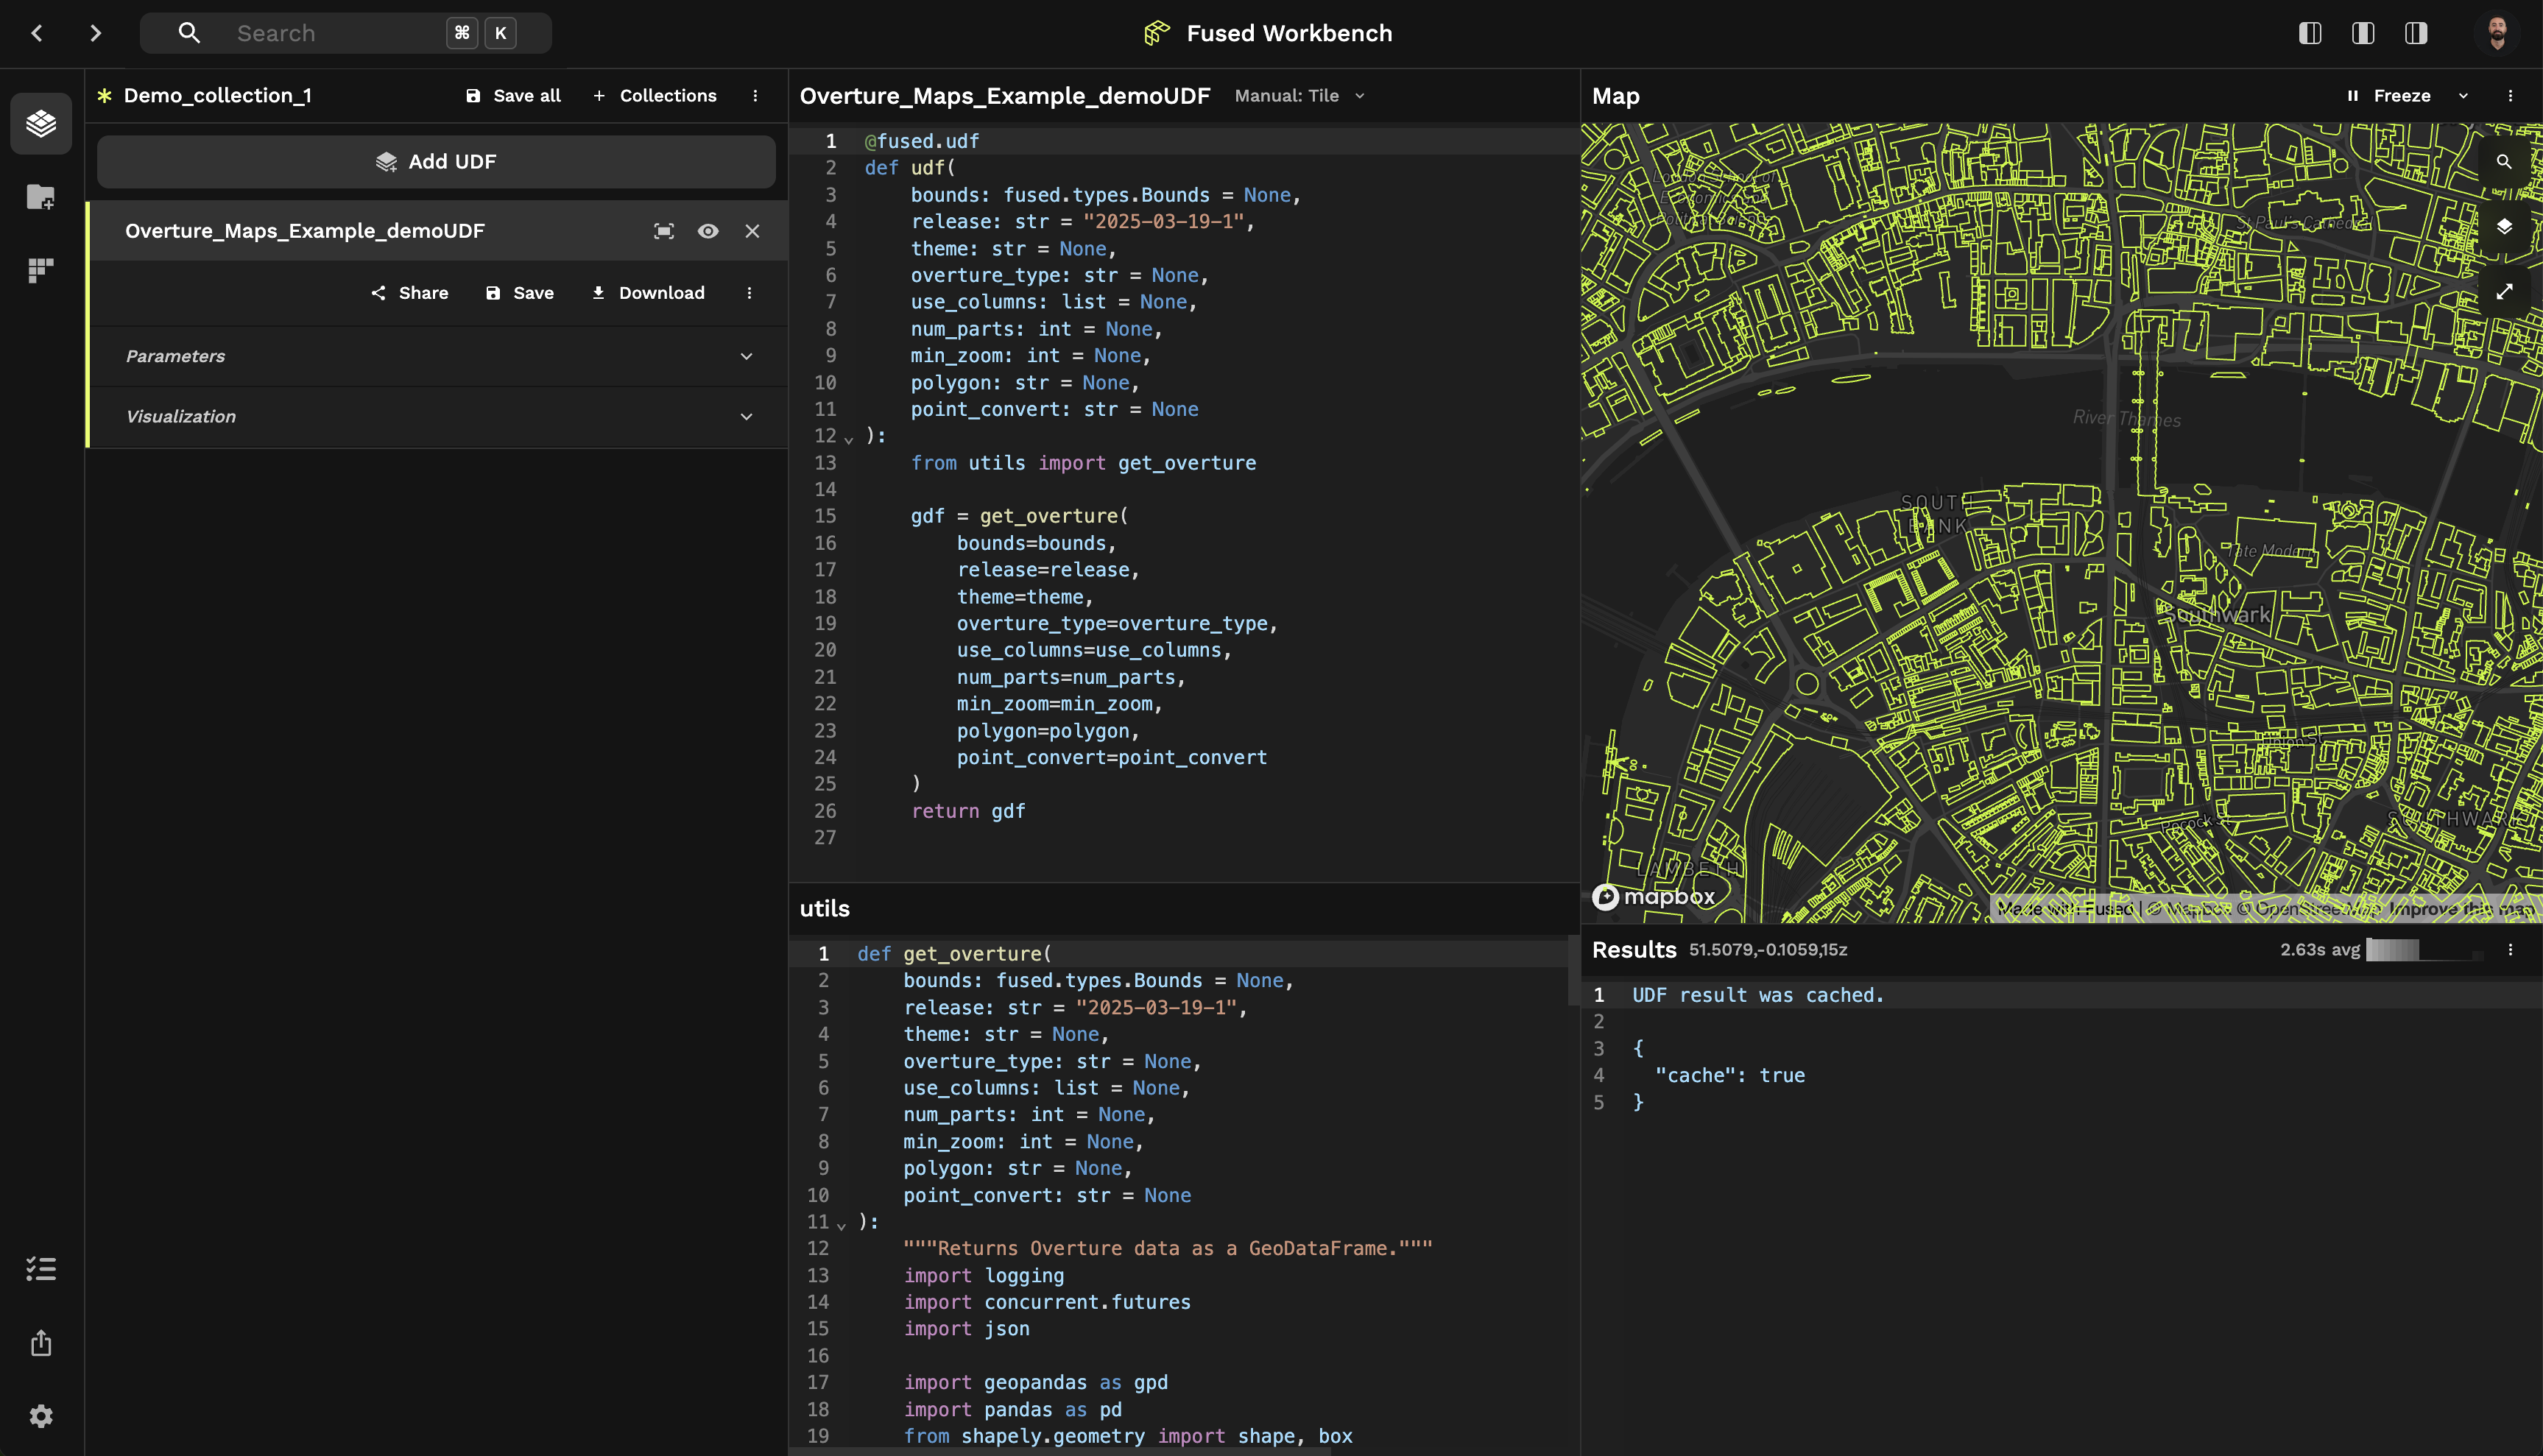 Search ⌘ K
Fused Workbench
Demo_collection_1
Save all
+ Collections
Add UDF
Overture_Maps_Example_demoUDF
Share
Save
Download
Parameters
Visualization
Overture_Maps_Example_demoUDF Manual: Tile
1 @fused.udf
2 def udf(
3 bounds: fused.types.Bounds = None,
4 release: str = "2025-03-19-1",
5 theme: str = None,
6 overture_type: str = None,
7 use_columns: list = None,
8 num_parts: int = None,
9 min_zoom: int = None,
10 polygon: str = None,
11 point_convert: str = None
12 ):
13 from utils import get_overture
14
15 gdf = get_overture(
16 bounds=bounds,
17 release=release,
18 theme=theme,
19 overture_type=overture_type,
20 use_columns=use_columns,
21 num_parts=num_parts,
22 min_zoom=min_zoom,
23 polygon=polygon,
24 point_convert=point_convert
25 )
26 return gdf
27
utils
1 def get_overture(
2 bounds: fused.types.Bounds = None,
3 release: str = "2025-03-19-1",
4 theme: str = None,
5 overture_type: str = None,
6 use_columns: list = None,
7 num_parts: int = None,
8 min_zoom: int = None,
9 polygon: str = None,
10 point_convert: str = None
11 ):
12 """Returns Overture data as a GeoDataFrame."""
13 import logging
14 import concurrent.futures
15 import json
16
17 import geopandas as gpd
18 import pandas as pd
19 from shapely.geometry import shape, box
Map
Freeze
St Paul's Cathedral
River Thames
SOUTH
BANK
Tate Modern
Southwark
Union St
Pocock St
SOUTHWARK
LAMBETH
mapbox
Made with Fused | © Mapbox © OpenStreetMap Improve this map
Results 51.5079,-0.1059,15z
2.63s avg
1 UDF result was cached.
2
3 {
4 "cache": true
5 }